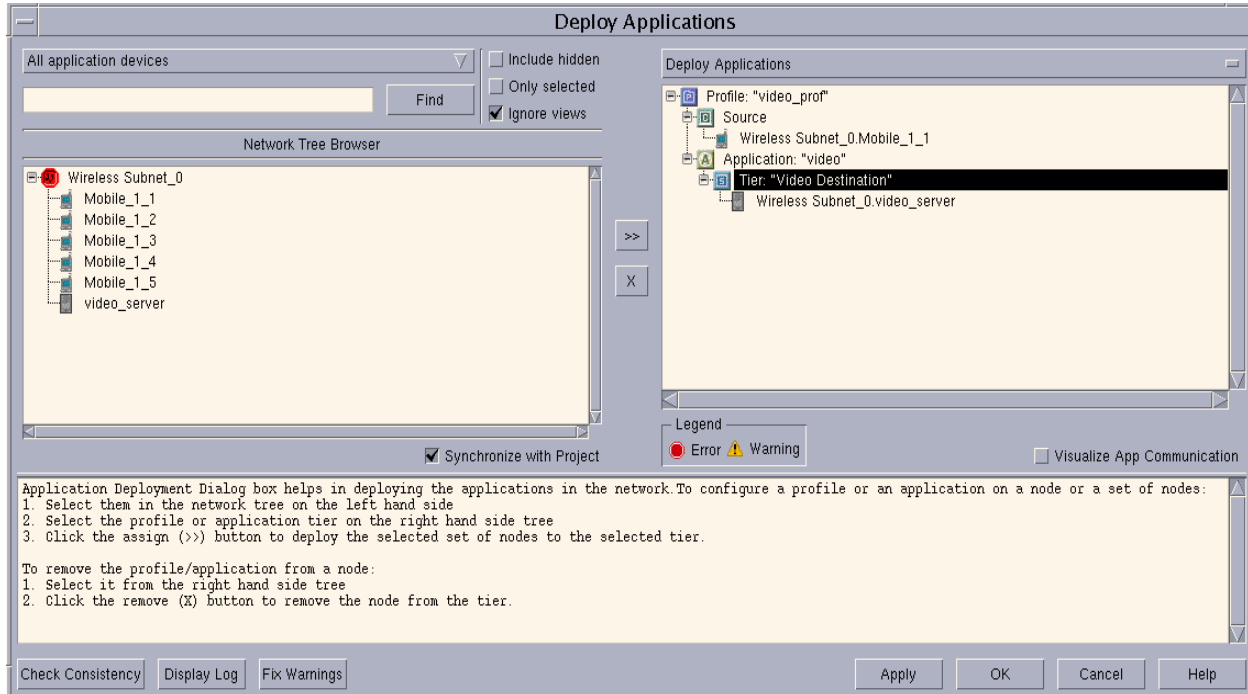 Deploy Applications
All application devices
Include hidden
Only selected
Find
Ignore views
Network Tree Browser
Wireless Subnet_0
Mobile_1_1
Mobile_1_2
Mobile_1_3
Mobile_1_4
Mobile_1_5
video_server
>>
X
Synchronize with Project
Deploy Applications
P Profile: "video_prof"
D Source
Wireless Subnet_0.Mobile_1_1
A Application: "video"
S Tier: "Video Destination"
Wireless Subnet_0.video_server
Legend
Error Warning
Visualize App Communication
Application Deployment Dialog box helps in deploying the applications in the network.To configure a profile or an application on a node or a set of nodes:
1. Select them in the network tree on the left hand side
2. Select the profile or application tier on the right hand side tree
3. Click the assign (>>) button to deploy the selected set of nodes to the selected tier.
To remove the profile/application from a node:
1. Select it from the right hand side tree
2. Click the remove (X) button to remove the node from the tier.
Check Consistency Display Log Fix Warnings Apply OK Cancel Help